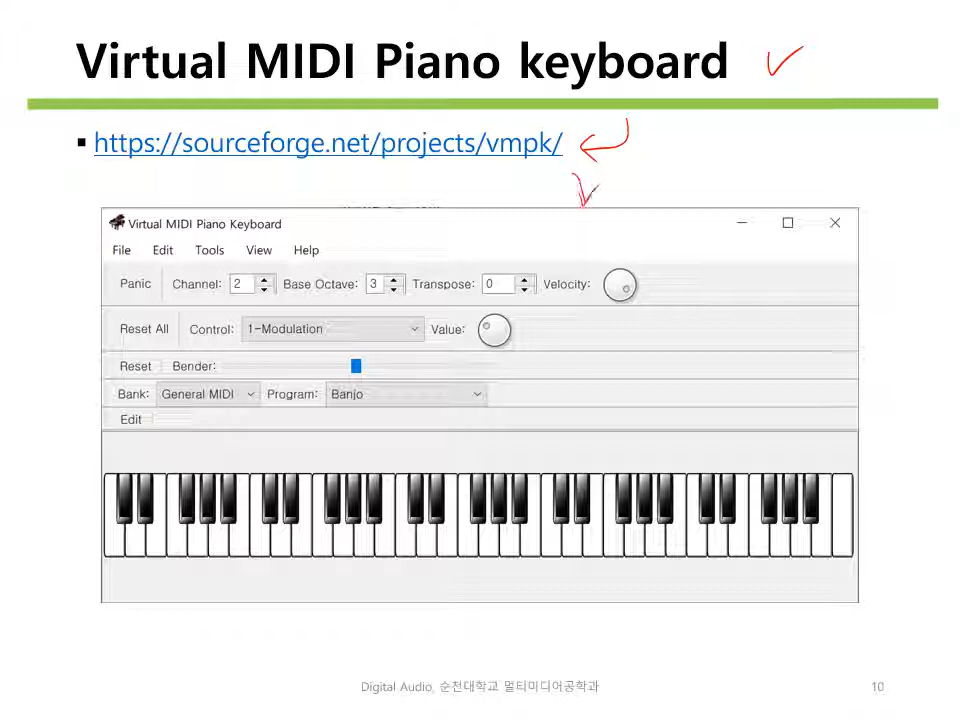 Virtual MIDI Piano keyboard
https://sourceforge.net/projects/vmpk/
Virtual MIDI Piano Keyboard
File Edit Tools View Help
Panic Channel: 2 Base Octave: 3 Transpose: 0 Velocity:
Reset All Control: 1-Modulation Value:
Reset Bender:
Bank: General MIDI Program: Banjo
Edit
Digital Audio, 순천대학교 멀티미디어공학과 10